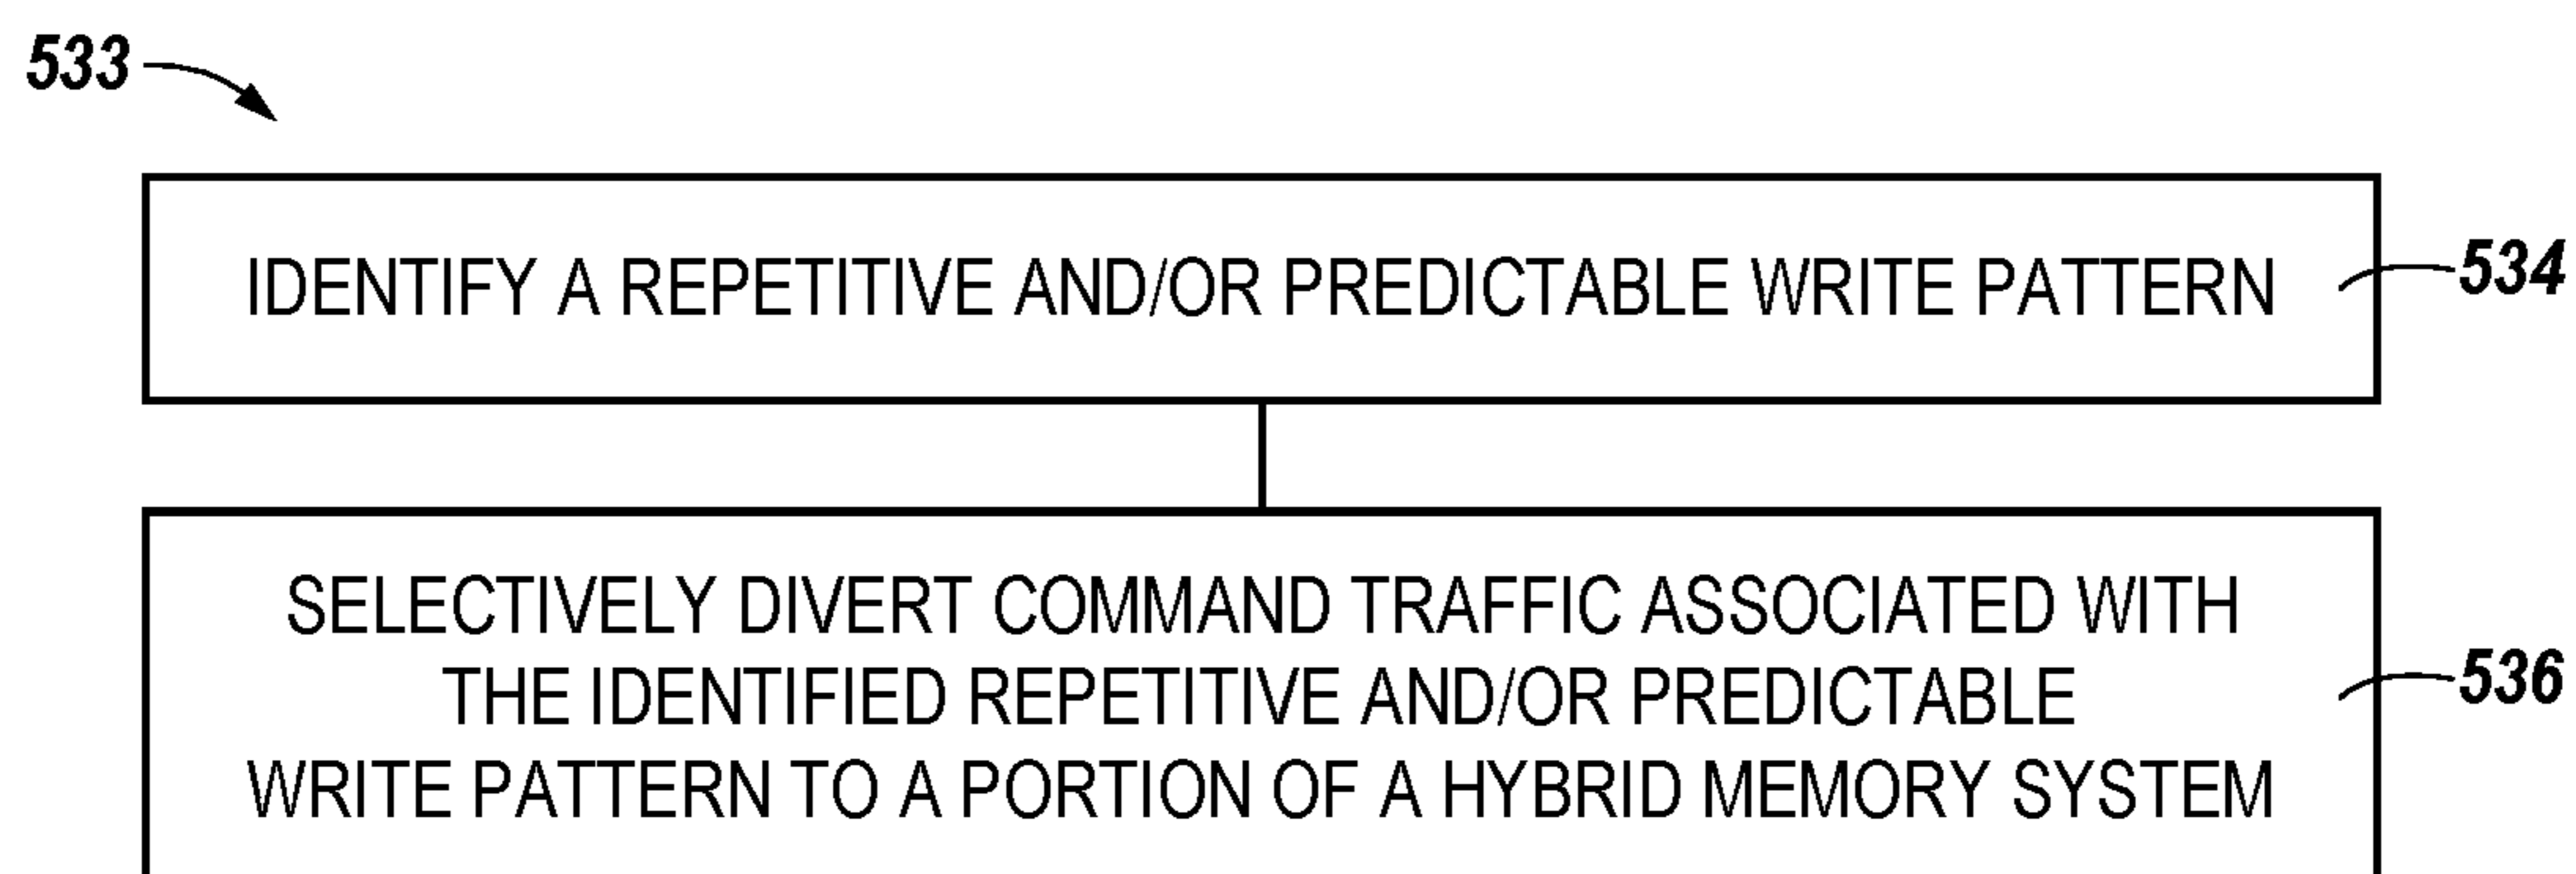 533
IDENTIFY A REPETITIVE AND/OR PREDICTABLE WRITE PATTERN
534
SELECTIVELY DIVERT COMMAND TRAFFIC ASSOCIATED WITH
THE IDENTIFIED REPETITIVE AND/OR PREDICTABLE
WRITE PATTERN TO A PORTION OF A HYBRID MEMORY SYSTEM
536